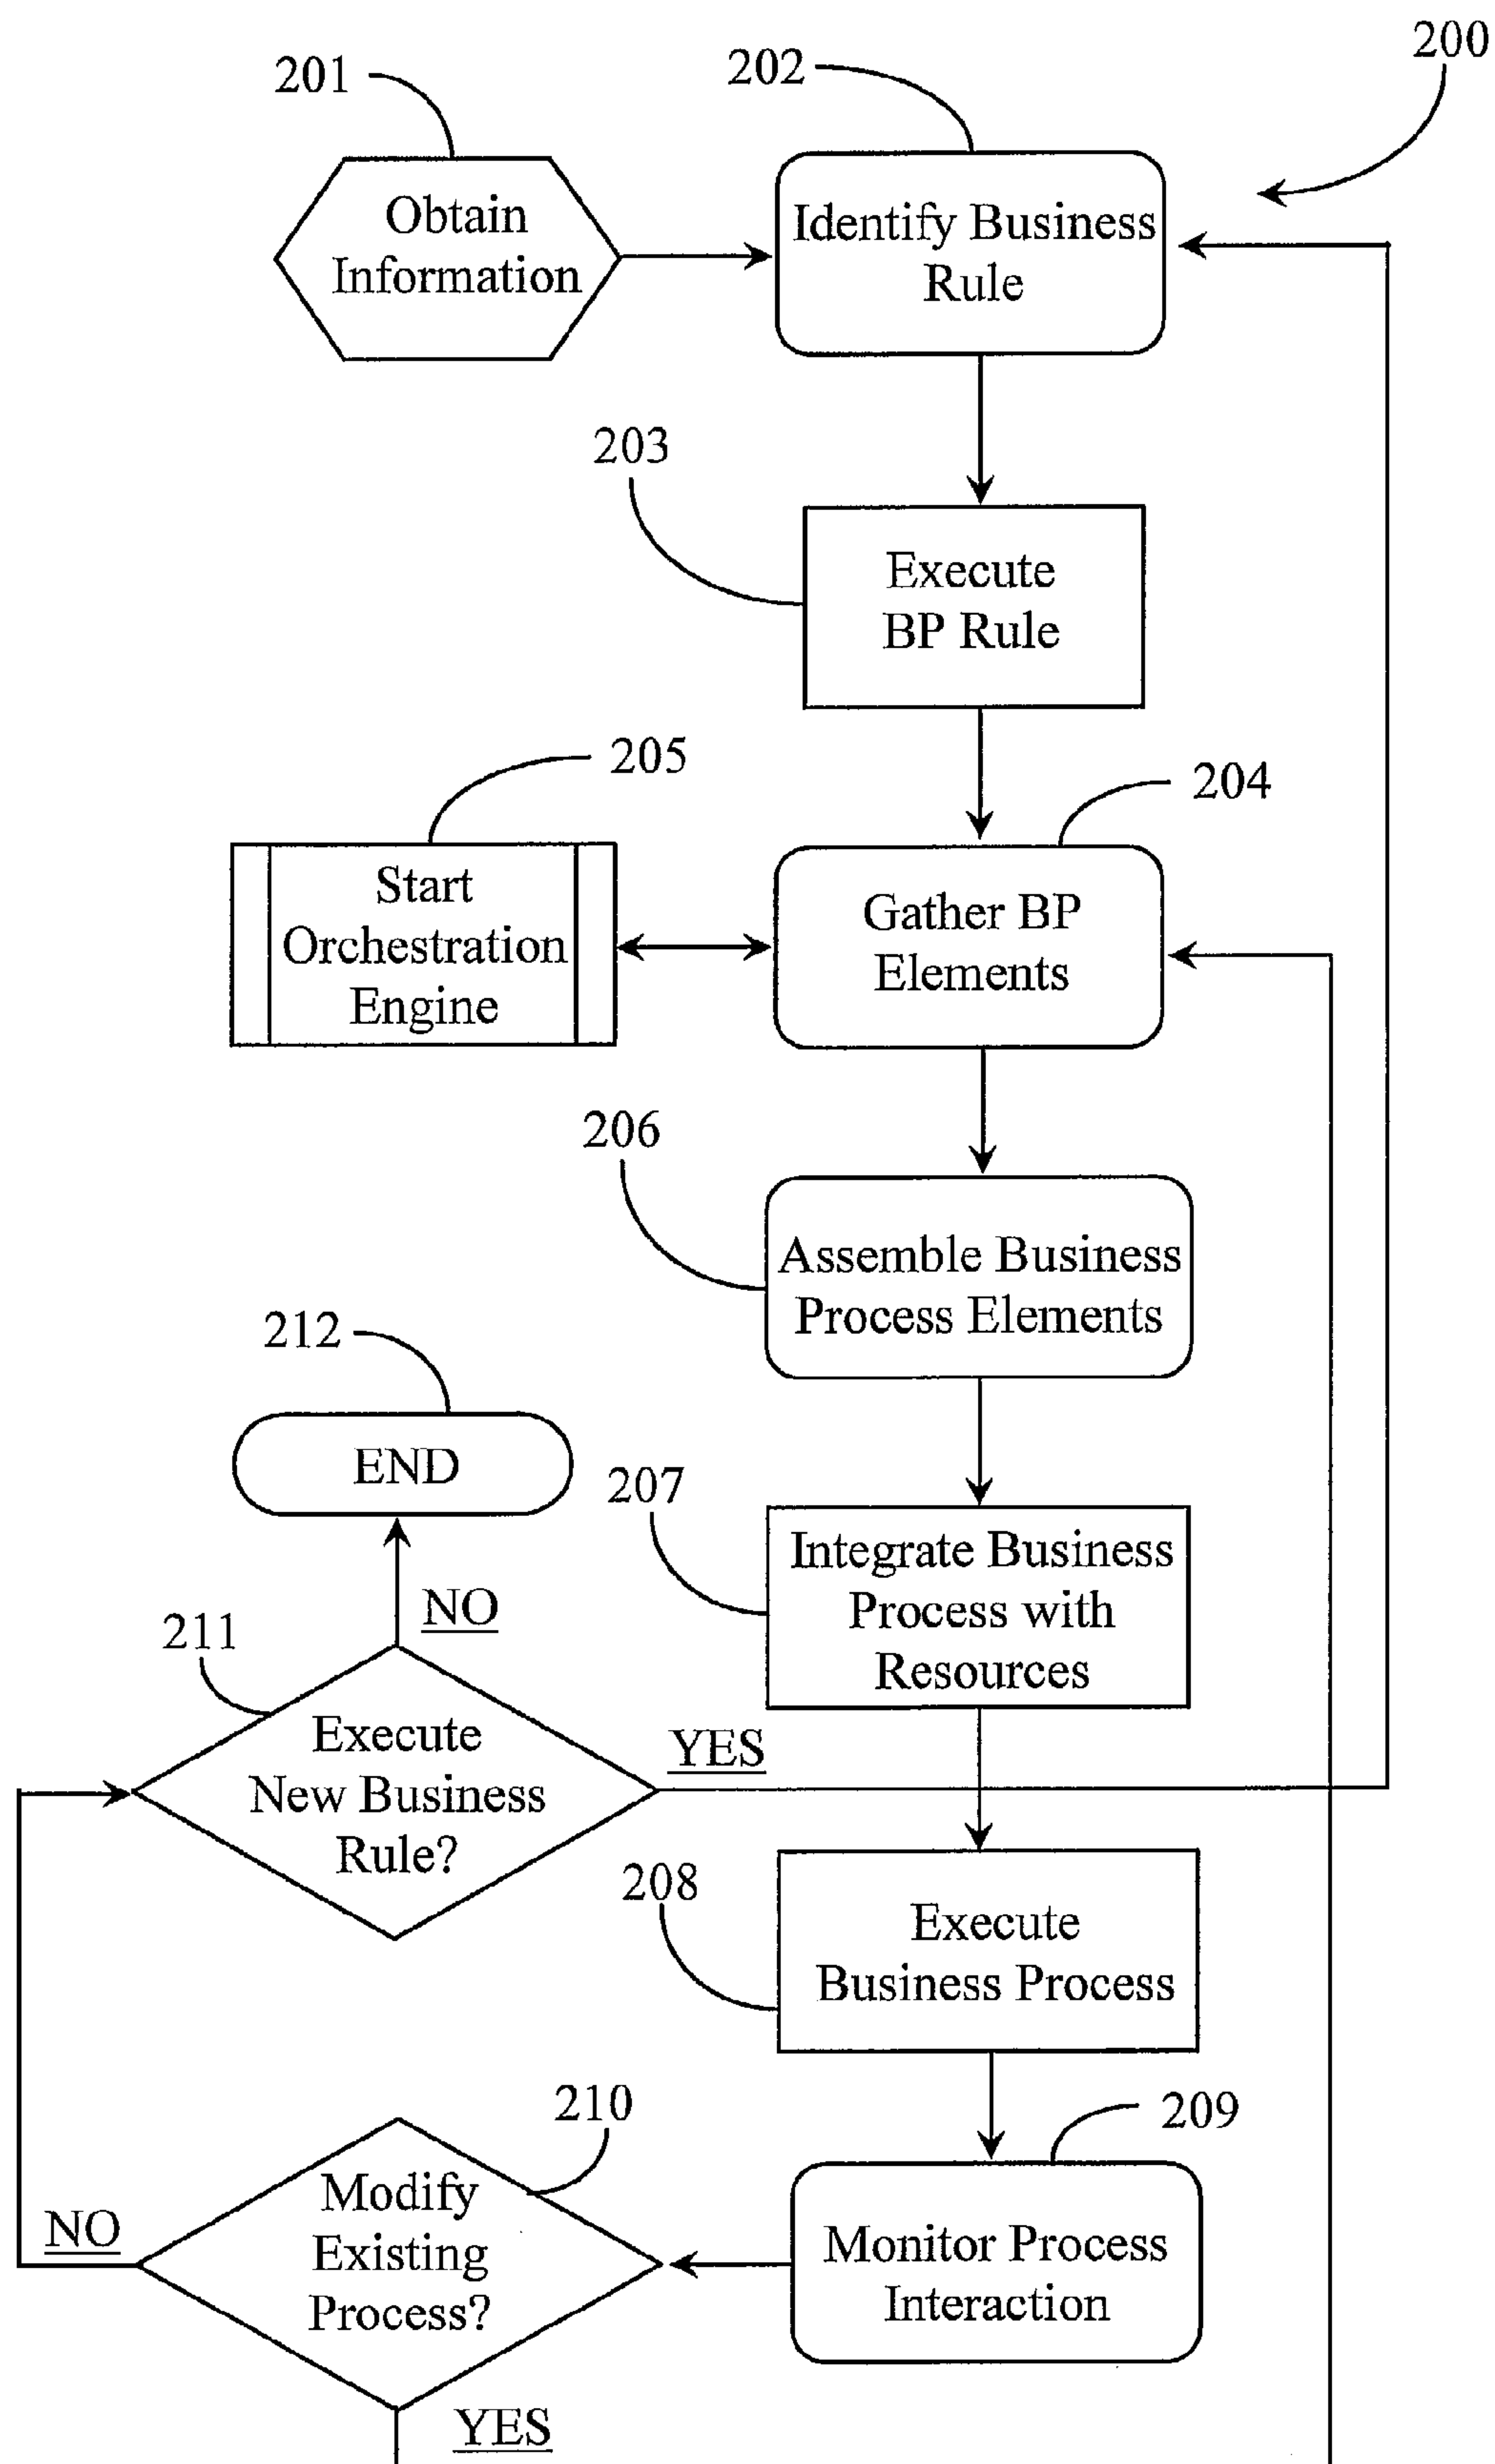 200
201
202
Obtain
Information
Identify Business
Rule
203
Execute
BP Rule
205
204
Start
Orchestration
Engine
Gather BP
Elements
206
Assemble Business
Process Elements
212
END
207
Integrate Business
Process with
Resources
NO
211
Execute
New Business
Rule?
YES
208
Execute
Business Process
210
209
Modify
Existing
Process?
NO
Monitor Process
Interaction
YES